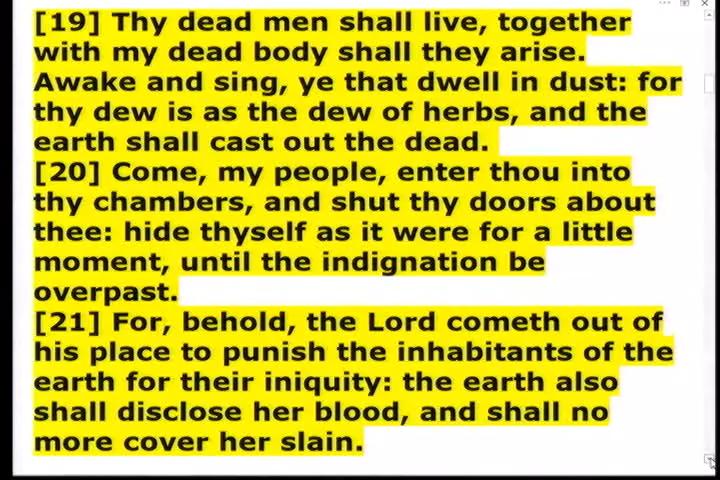 [19] Thy dead men shall live, together
with my dead body shall they arise.
Awake and sing, ye that dwell in dust: for
thy dew is as the dew of herbs, and the
earth shall cast out the dead.
[20] Come, my people, enter thou into
thy chambers, and shut thy doors about
thee: hide thyself as it were for a little
moment, until the indignation be
overpast.
[21] For, behold, the Lord cometh out of
his place to punish the inhabitants of the
earth for their iniquity: the earth also
shall disclose her blood, and shall no
more cover her slain.